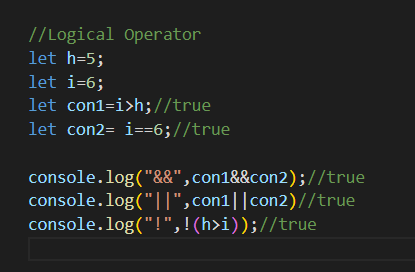 //Logical Operator
let h=5;
let i=6;
let con1=i>h;//true
let con2= i==6;//true
console.log("&&",con1&&con2);//true
console.log("||",con1||con2)//true
console.log("!",!(h>i));//true